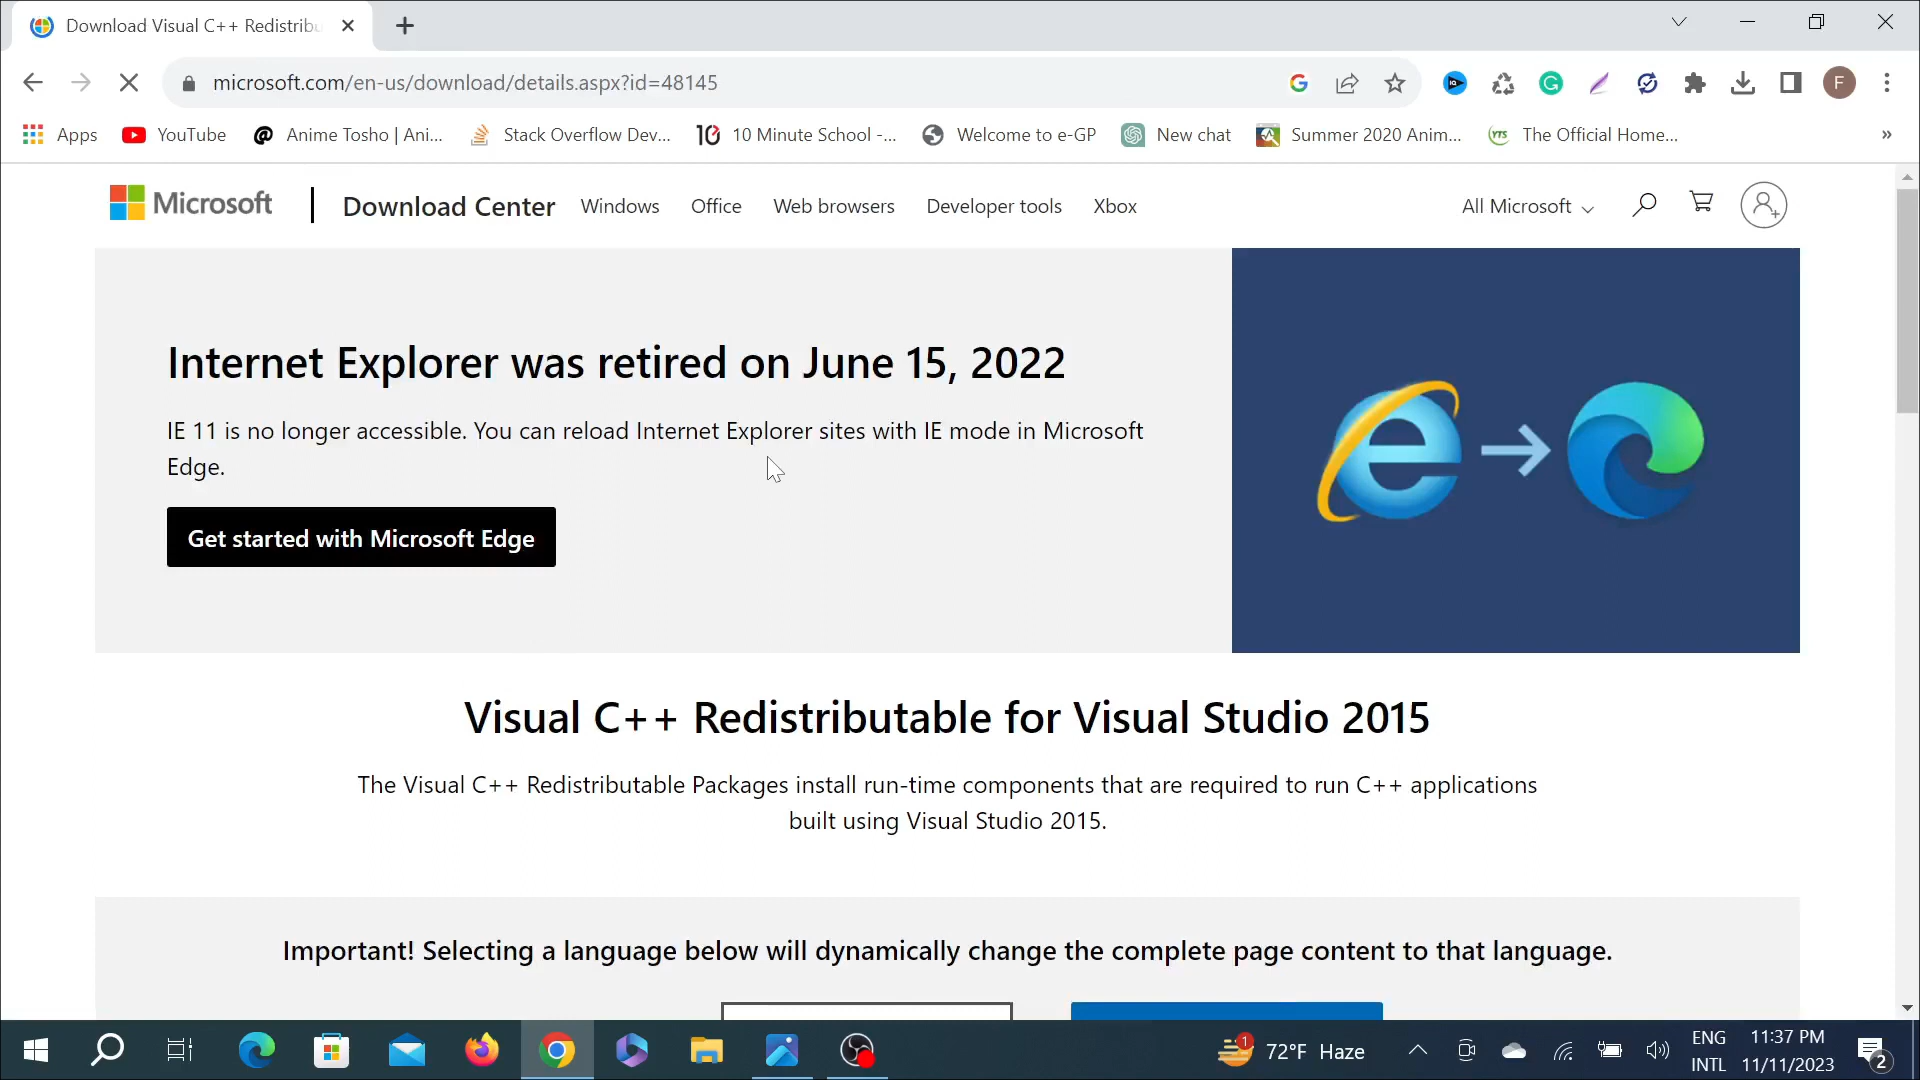 Download Visual C++ Redistribu
microsoft.com/en-us/download/details.aspx?id=48145
F
Apps
YouTube
Anime Tosho | Ani...
Stack Overflow Dev...
10 Minute School -...
Welcome to e-GP
New chat
Summer 2020 Anim...
The Official Home...
»
Microsoft
Download Center
Windows
Office
Web browsers
Developer tools
Xbox
All Microsoft
Internet Explorer was retired on June 15, 2022
IE 11 is no longer accessible. You can reload Internet Explorer sites with IE mode in Microsoft
Edge.
Get started with Microsoft Edge
Visual C++ Redistributable for Visual Studio 2015
The Visual C++ Redistributable Packages install run-time components that are required to run C++ applications
built using Visual Studio 2015.
Important! Selecting a language below will dynamically change the complete page content to that language.
1
72°F Haze
ENG
INTL
11:37 PM
11/11/2023
2